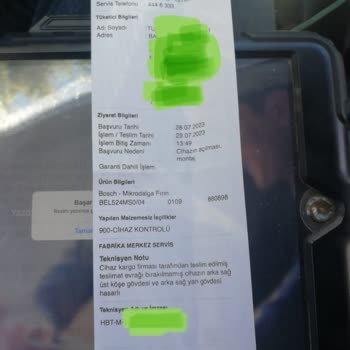 Servis Telefonu : 444 6 333
Tüketici Bilgileri
Adı Soyadı
Adres
Ziyaret Bilgileri
Başvuru Tarihi 28.07.2023
İşlem / Teslim Tarihi 29.07.2023
İşlem Bitiş Zamanı 13:49
Başvuru Nedeni Cihazın açılması, montaj,
Garanti Dahili İşlem
Ürün Bilgileri
Bosch - Mikrodalga Fırın
BEL524MS0/04 0109
Yapılan Malzemesiz İşçilikler
900-CİHAZ KONTROLÜ
FABRİKA MERKEZ SERVİS
Teknisyen Notu
Cihaz kargo firması tarafından teslim edilmiş
teslimat evrağı bırakılmamış cihazın arka sağ
üst köşe gövdesi ve arka sağ yan gövdesi
hasarlı
HBT-M